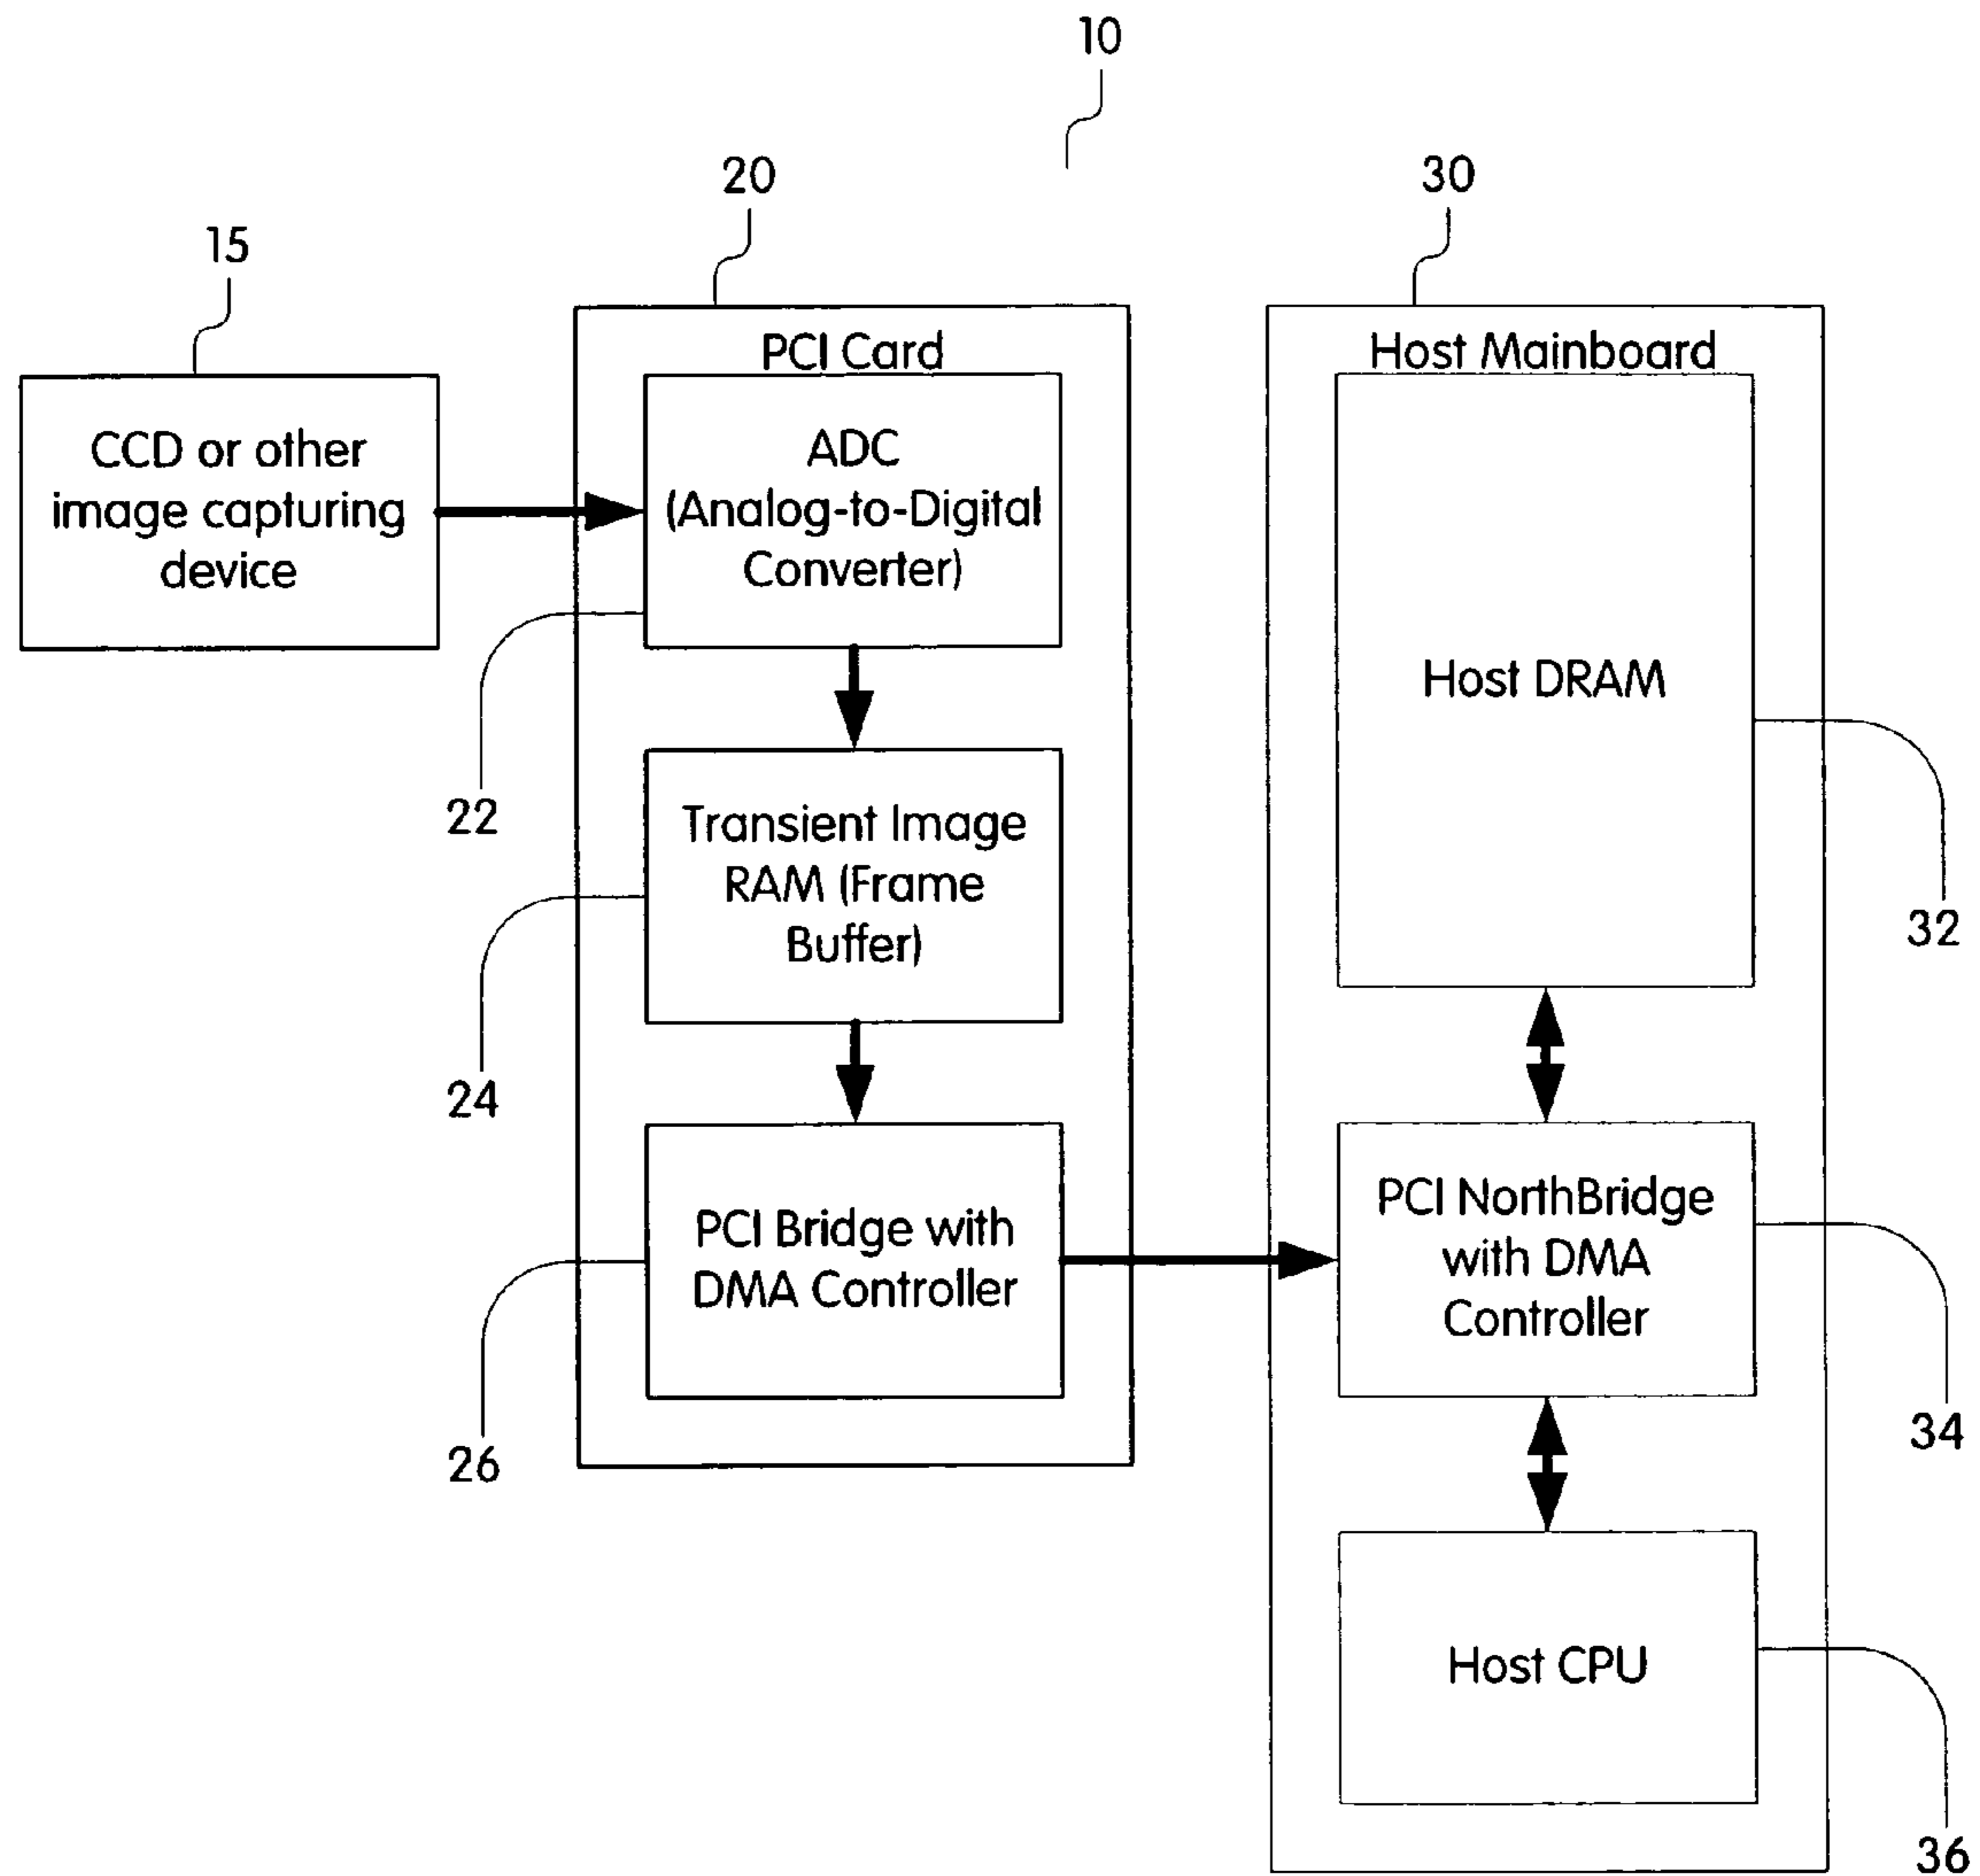 10
20
30
15
PCI Card
Host Mainboard
CCD or other
image capturing
device
ADC
(Analog-to-Digital
Converter)
Host DRAM
22
Transient Image
RAM (Frame
Buffer)
32
24
PCI Bridge with
DMA Controller
PCI NorthBridge
with DMA
Controller
26
34
Host CPU
36